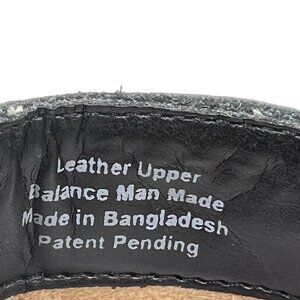 Leather Upper
Balance Man Made
Made in Bangladesh
Patent Pending